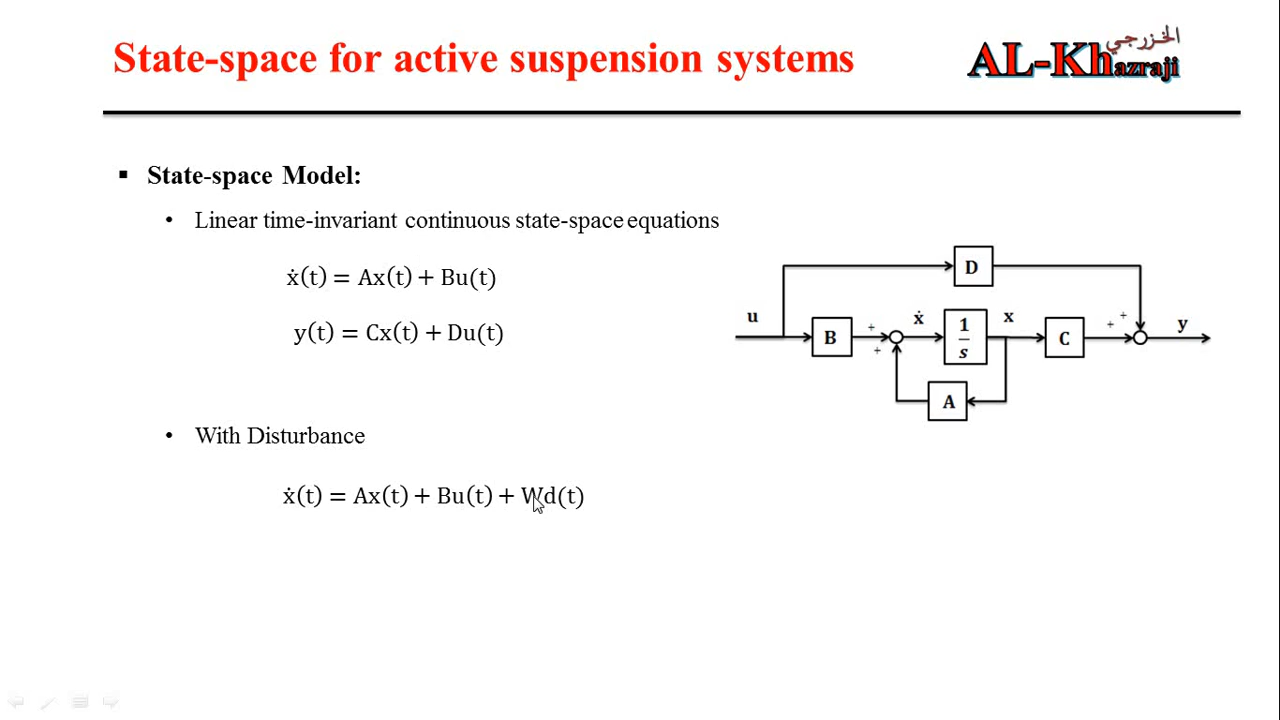 State-space for active suspension systems
الخزرجي
AL-Khazraji
▪ State-space Model:
• Linear time-invariant continuous state-space equations
ẋ(t) = Ax(t) + Bu(t)
y(t) = Cx(t) + Du(t)
D
u
B
+
+
ẋ
1
s
x
C
+
+
y
A
• With Disturbance
ẋ(t) = Ax(t) + Bu(t) + Wd(t)